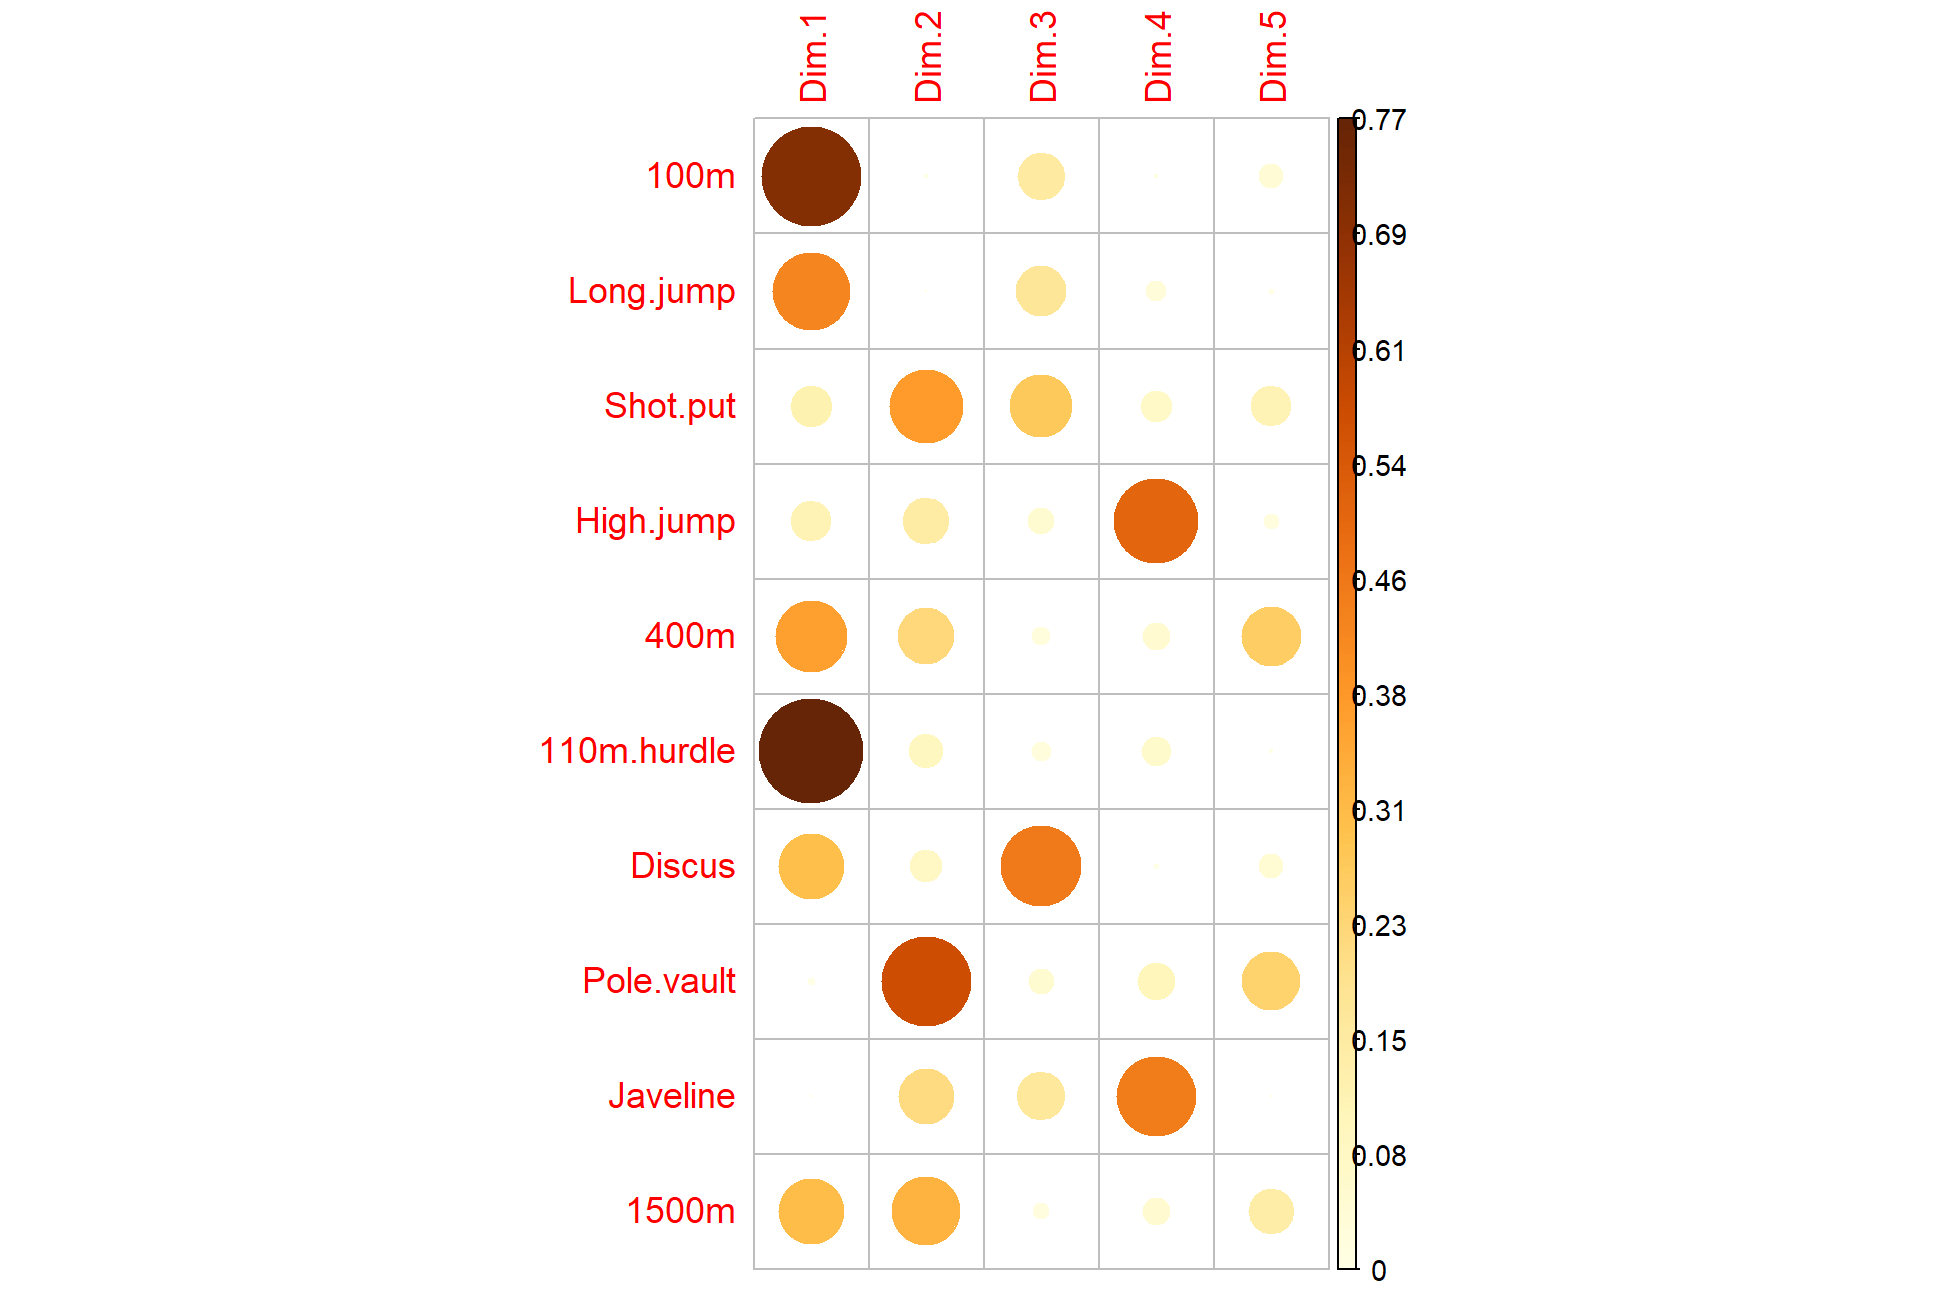 Dim.1 Dim.2 Dim.3 Dim.4 Dim.5
0.77
100m
0.69
Long.jump
0.61
Shot.put
0.54
High.jump
0.46
400m
0.38
110m.hurdle
0.31
Discus
0.23
Pole.vault
0.15
Javeline
0.08
1500m
0